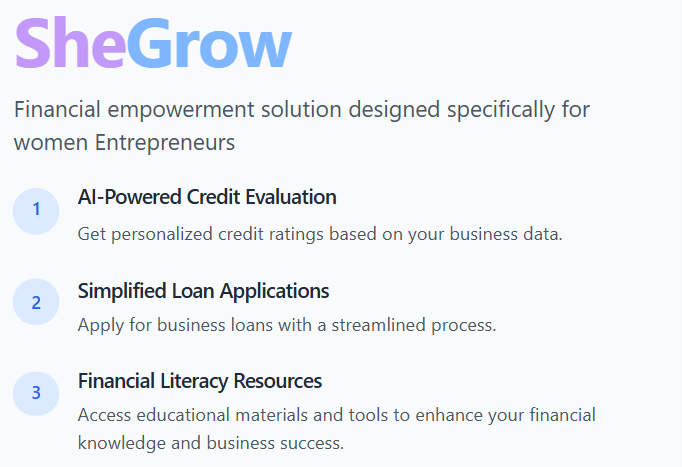 SheGrow
Financial empowerment solution designed specifically for
women Entrepreneurs
1
AI-Powered Credit Evaluation
Get personalized credit ratings based on your business data.
2
Simplified Loan Applications
Apply for business loans with a streamlined process.
3
Financial Literacy Resources
Access educational materials and tools to enhance your financial
knowledge and business success.